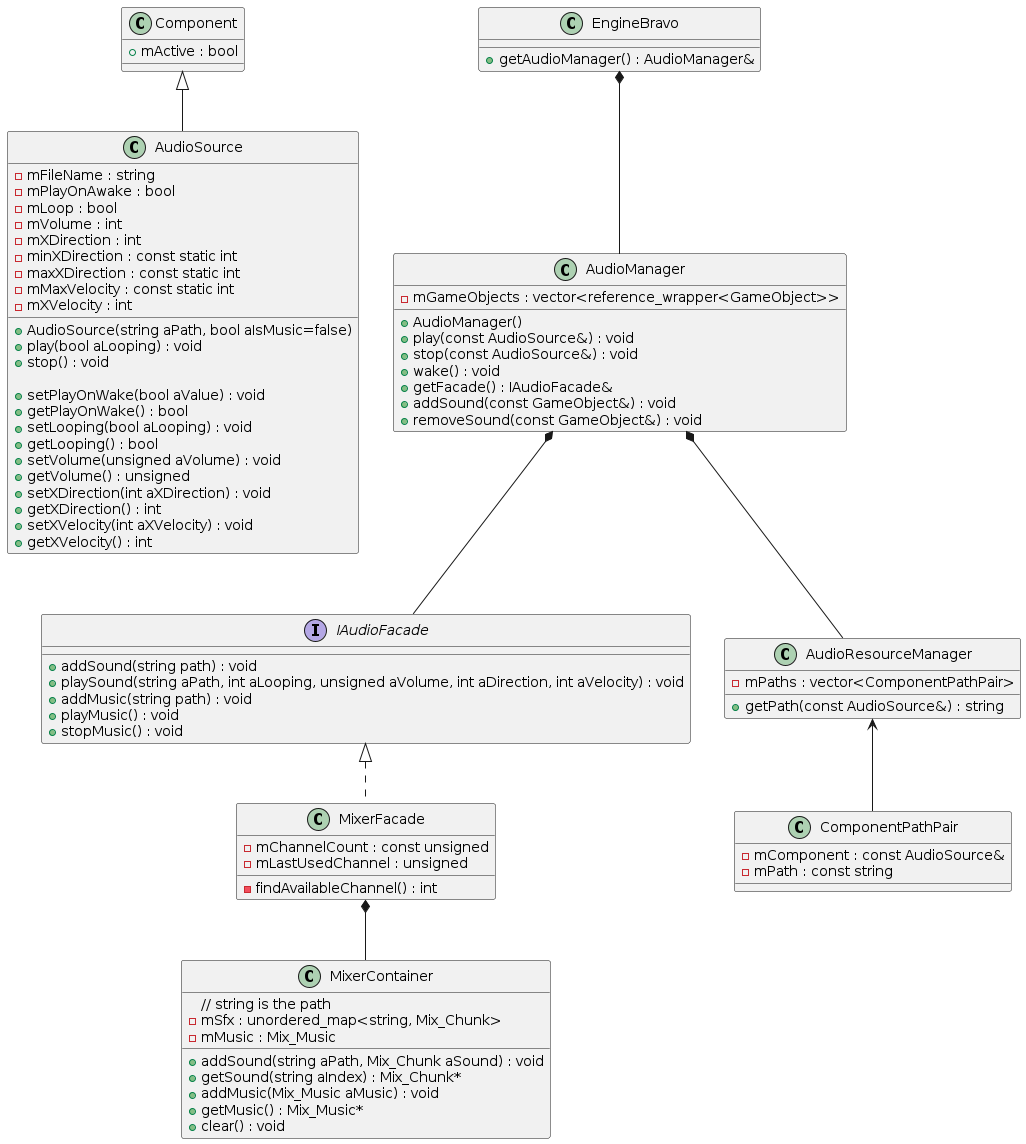 C Component
+ mActive : bool
C EngineBravo
getAudioManager() : AudioManager&
C AudioSource
mFileName : string
mPlayOnAwake : bool
mLoop : bool
mVolume : int
mXDirection : int
minXDirection : const static int
maxXDirection : const static int
mMaxVelocity : const static int
mXVelocity : int
AudioSource(string aPath, bool aIsMusic=false)
play(bool aLooping) : void
stop() : void
setPlayOnWake(bool aValue) : void
getPlayOnWake() : bool
setLooping(bool aLooping) : void
getLooping() : bool
setVolume(unsigned aVolume) : void
getVolume() : unsigned
setXDirection(int aXDirection) : void
getXDirection() : int
setXVelocity(int aXVelocity) : void
getXVelocity() : int
C AudioManager
mGameObjects : vector<reference_wrapper<GameObject>>
AudioManager()
play(const AudioSource&) : void
stop(const AudioSource&) : void
wake() : void
getFacade() : IAudioFacade&
addSound(const GameObject&) : void
removeSound(const GameObject&) : void
I IAudioFacade
addSound(string path) : void
playSound(string aPath, int aLooping, unsigned aVolume, int aDirection, int aVelocity) : void
addMusic(string path) : void
playMusic() : void
stopMusic() : void
C AudioResourceManager
mPaths : vector<ComponentPathPair>
getPath(const AudioSource&) : string
C MixerFacade
mChannelCount : const unsigned
mLastUsedChannel : unsigned
findAvailableChannel() : int
C ComponentPathPair
mComponent : const AudioSource&
mPath : const string
C MixerContainer
// string is the path
mSfx : unordered_map<string, Mix_Chunk>
mMusic : Mix_Music
addSound(string aPath, Mix_Chunk aSound) : void
getSound(string aIndex) : Mix_Chunk*
addMusic(Mix_Music aMusic) : void
getMusic() : Mix_Music*
clear() : void